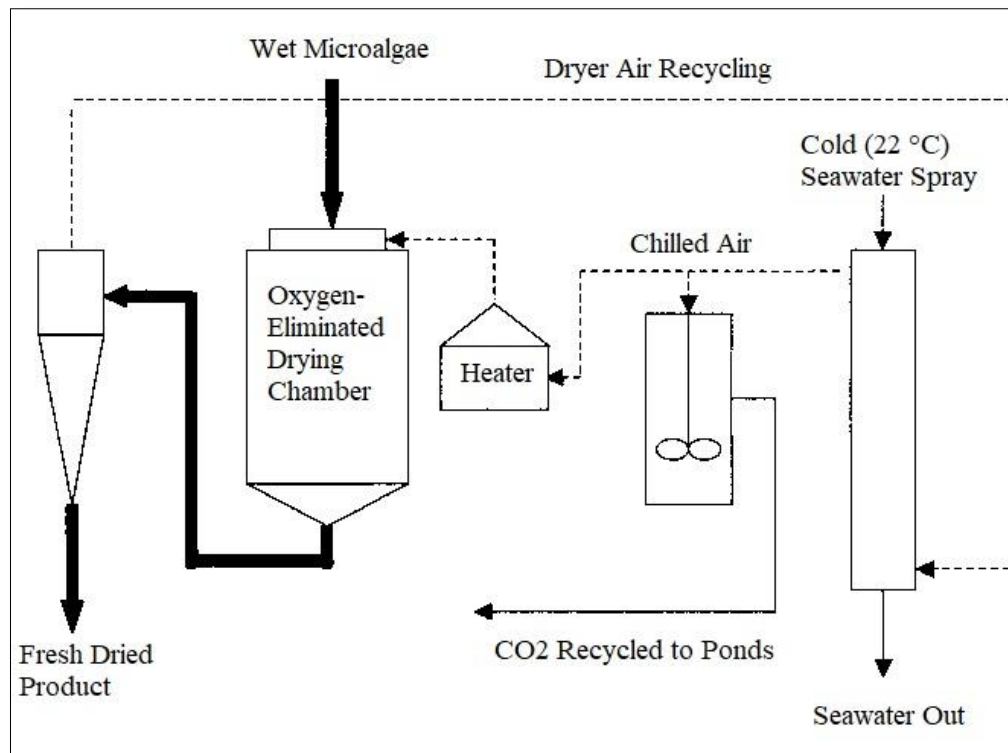 Wet Microalgae
Dryer Air Recycling
Cold (22 °C)
Seawater Spray
Chilled Air
Oxygen-
Eliminated
Drying
Chamber
Heater
Fresh Dried
Product
CO2 Recycled to Ponds
Seawater Out